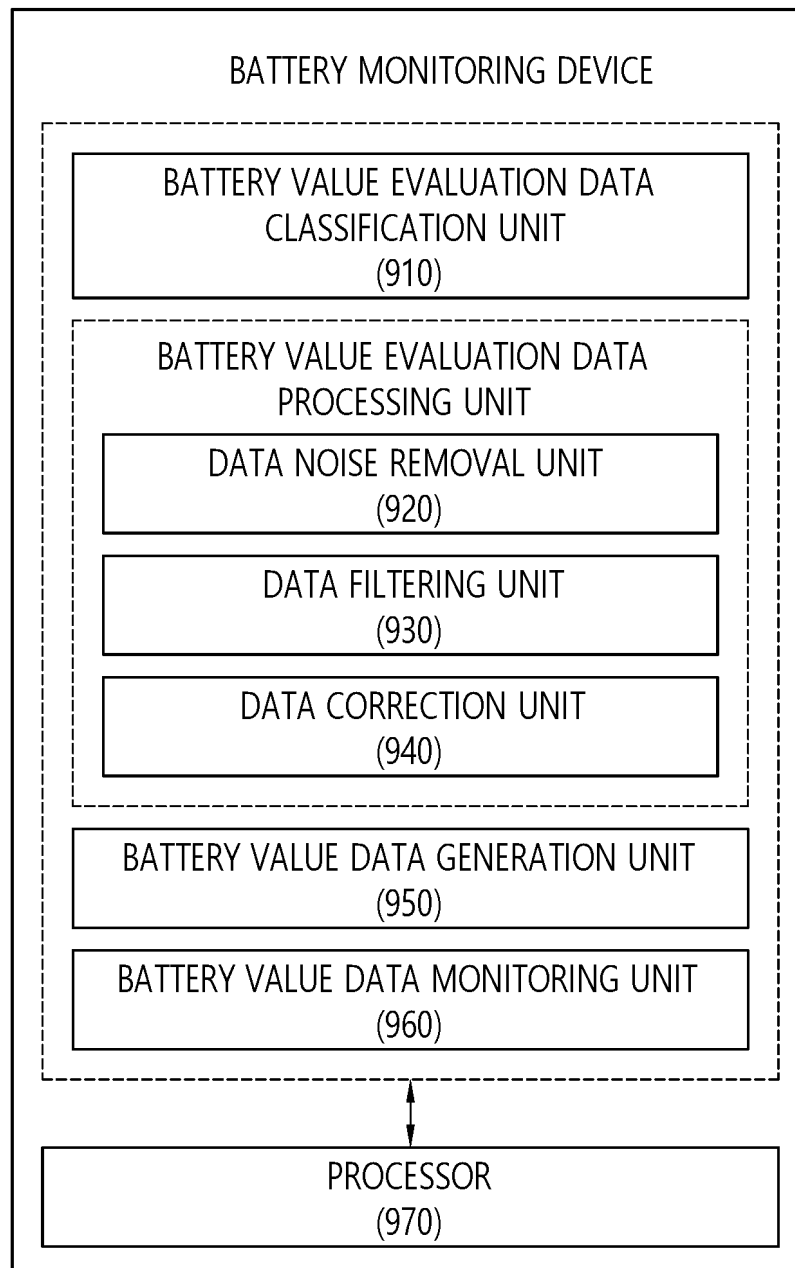 BATTERY MONITORING DEVICE
BATTERY VALUE EVALUATION DATA
CLASSIFICATION UNIT
(910)
BATTERY VALUE EVALUATION DATA
PROCESSING UNIT
DATA NOISE REMOVAL UNIT
(920)
DATA FILTERING UNIT
(930)
DATA CORRECTION UNIT
(940)
BATTERY VALUE DATA GENERATION UNIT
(950)
BATTERY VALUE DATA MONITORING UNIT
(960)
PROCESSOR
(970)